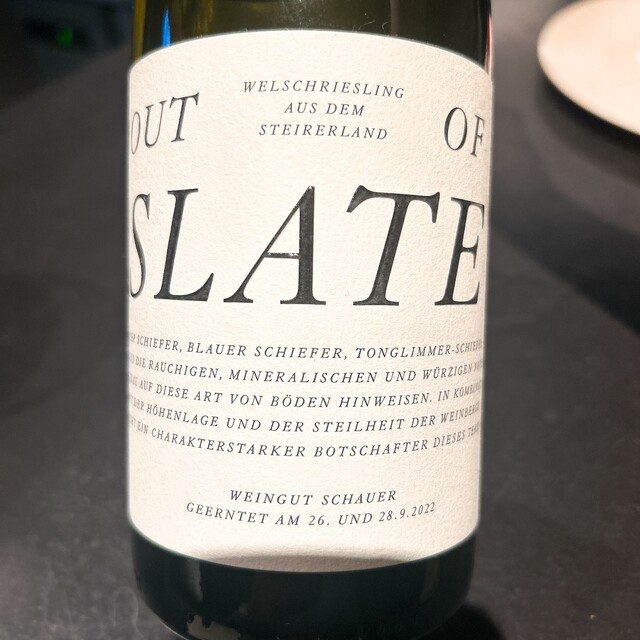 WELSCHRIESLING
AUS DEM
STEIRERLAND
OUT OF
SLATE
SCHIEFER, BLAUER SCHIEFER, TONGLIMMER-SCHIEFER
DIE RAUCHIGEN, MINERALISCHEN UND WÜRZIGEN
AUF DIESE ART VON BÖDEN HINWEISEN. IN
DER HÖHENLAGE UND DER STEILHEIT DER WEINBERGE
EIN CHARAKTERSTARKER BOTSCHAFTER DIESES
WEINGUT SCHAUER
GEERNTET AM 26. UND 28.9.2022